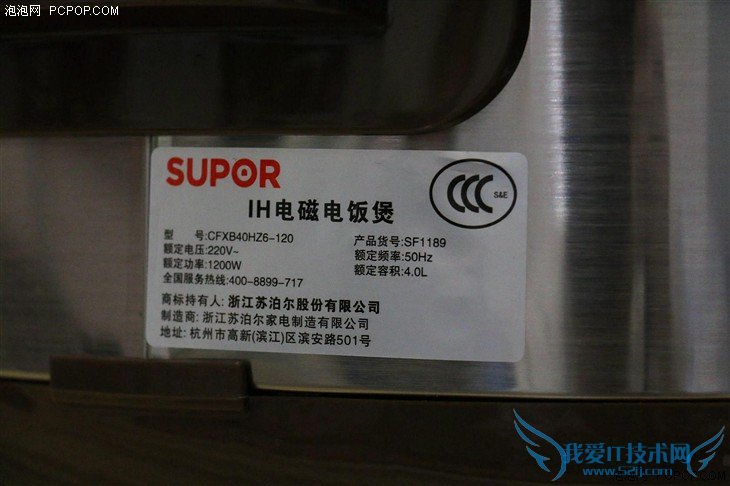 泡泡网 PCPOP.COM
SUPOR
CCC S&E
IH电磁电饭煲
型 号:CFXB40HZ6-120 产品货号:SF1189
额定电压:220V~ 额定频率:50Hz
额定功率:1200W 额定容积:4.0L
全国服务热线:400-8899-717
商标持有人: 浙江苏泊尔股份有限公司
制造商: 浙江苏泊尔家电制造有限公司
地址: 杭州市高新(滨江)区滨安路501号
我爱IT技术网
www.52ij.com